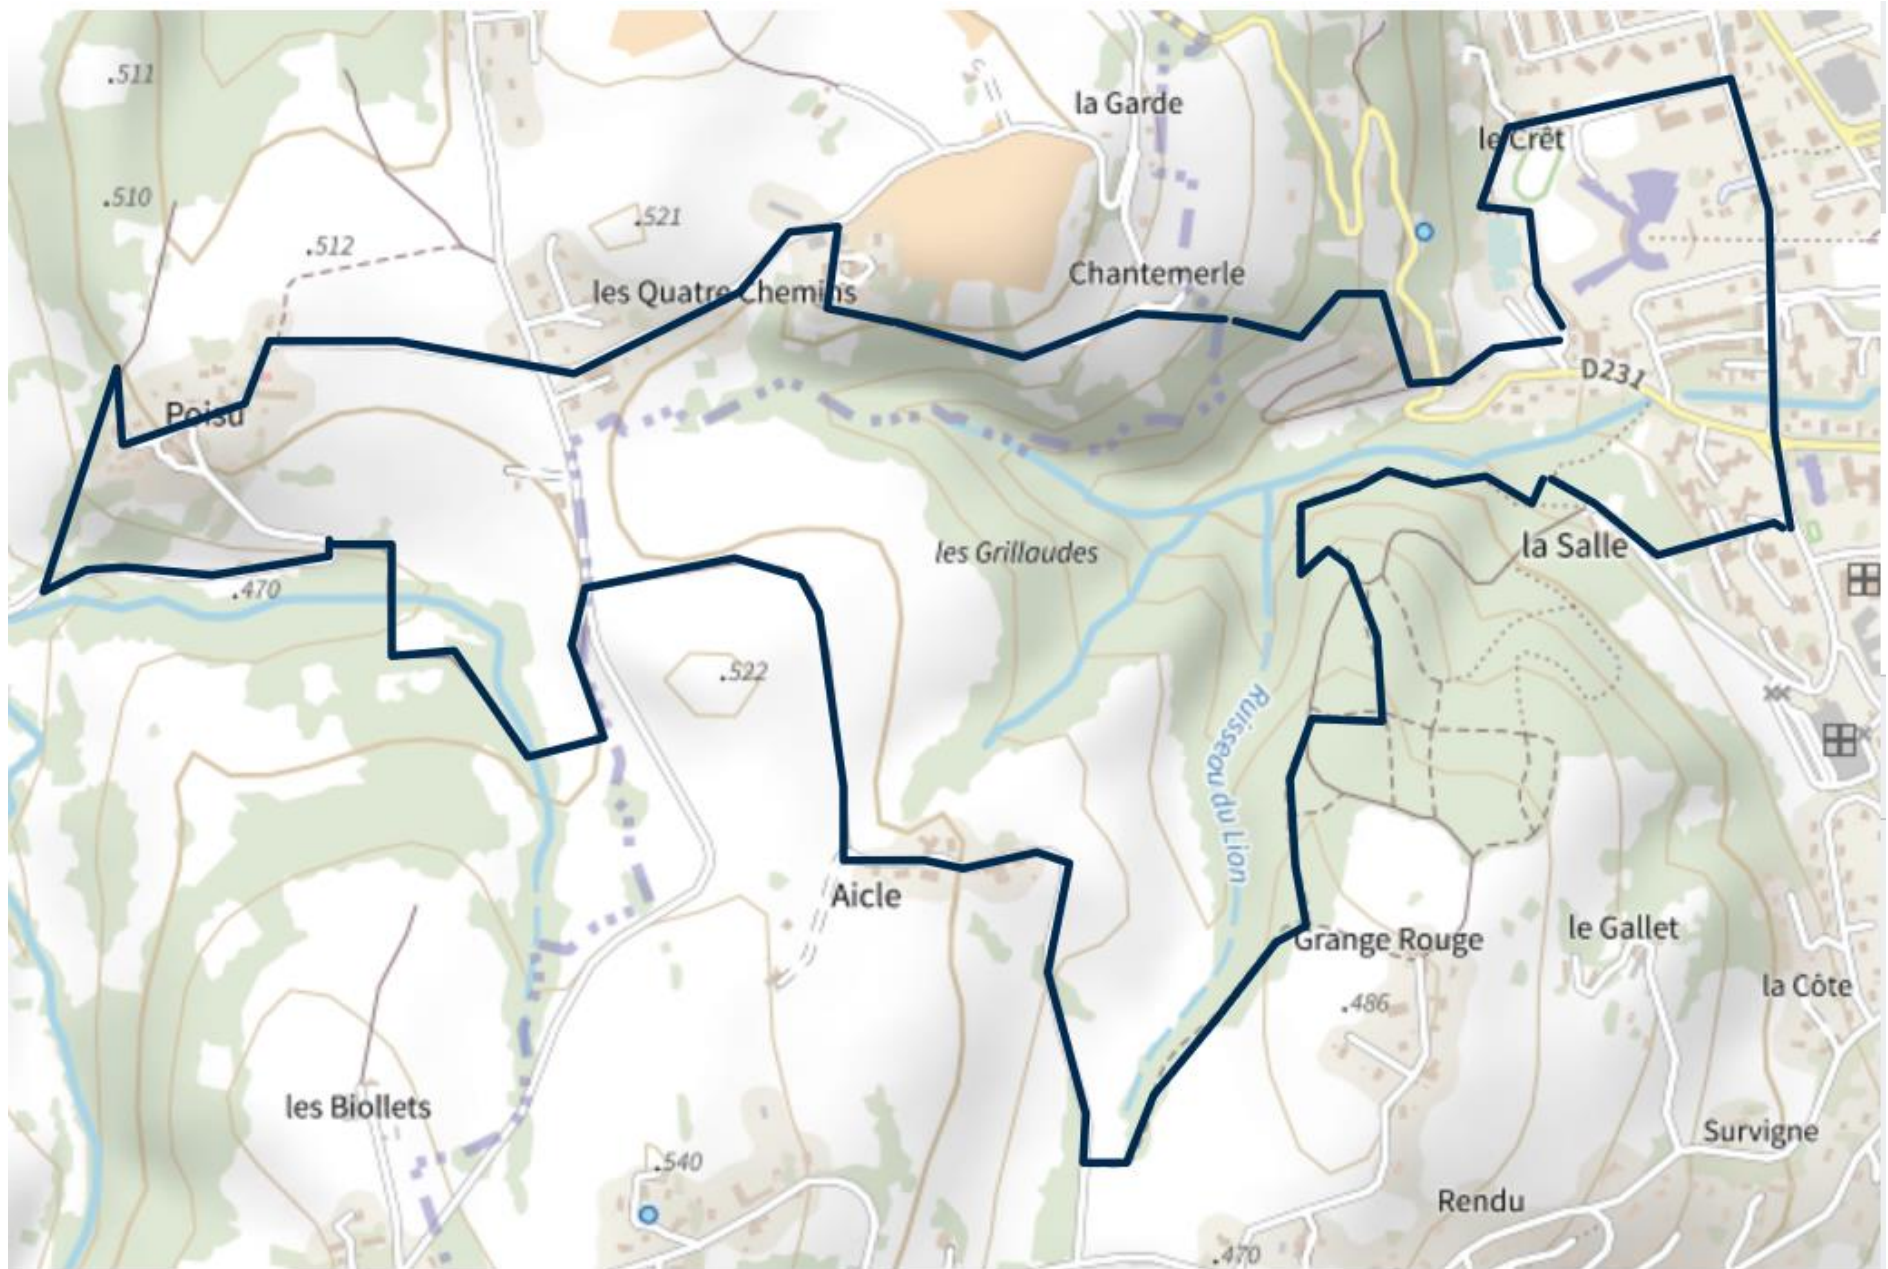 .511
la Garde
le Crêt
.510
.521
.512
Chantemerle
les Quatre Chemins
D231
Poisu
les Grillaudes
la Salle
.470
.522
Ruisseau du Lion
Aicle
Grange Rouge
le Gallet
la Côte
.486
les Biollets
Survigne
.540
Rendu
.470